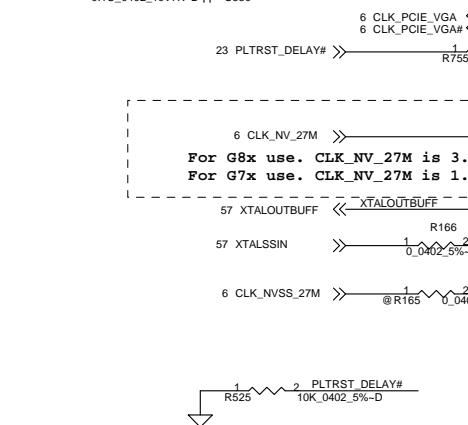 6 CLK_PCIE_VGA
6 CLK_PCIE_VGA#
23 PLTRST_DELAY#
1
R755
6 CLK_NV_27M
For G8x use. CLK_NV_27M is 3.
For G7x use. CLK_NV_27M is 1.
57 XTALOUTBUFF XTALOUTBUFF
R166
57 XTALSSIN 1 2
0_0402_5%~
6 CLK_NVSS_27M 1 2
@R165 0_040
1 2 PLTRST_DELAY#
R525 10K_0402_5%~D